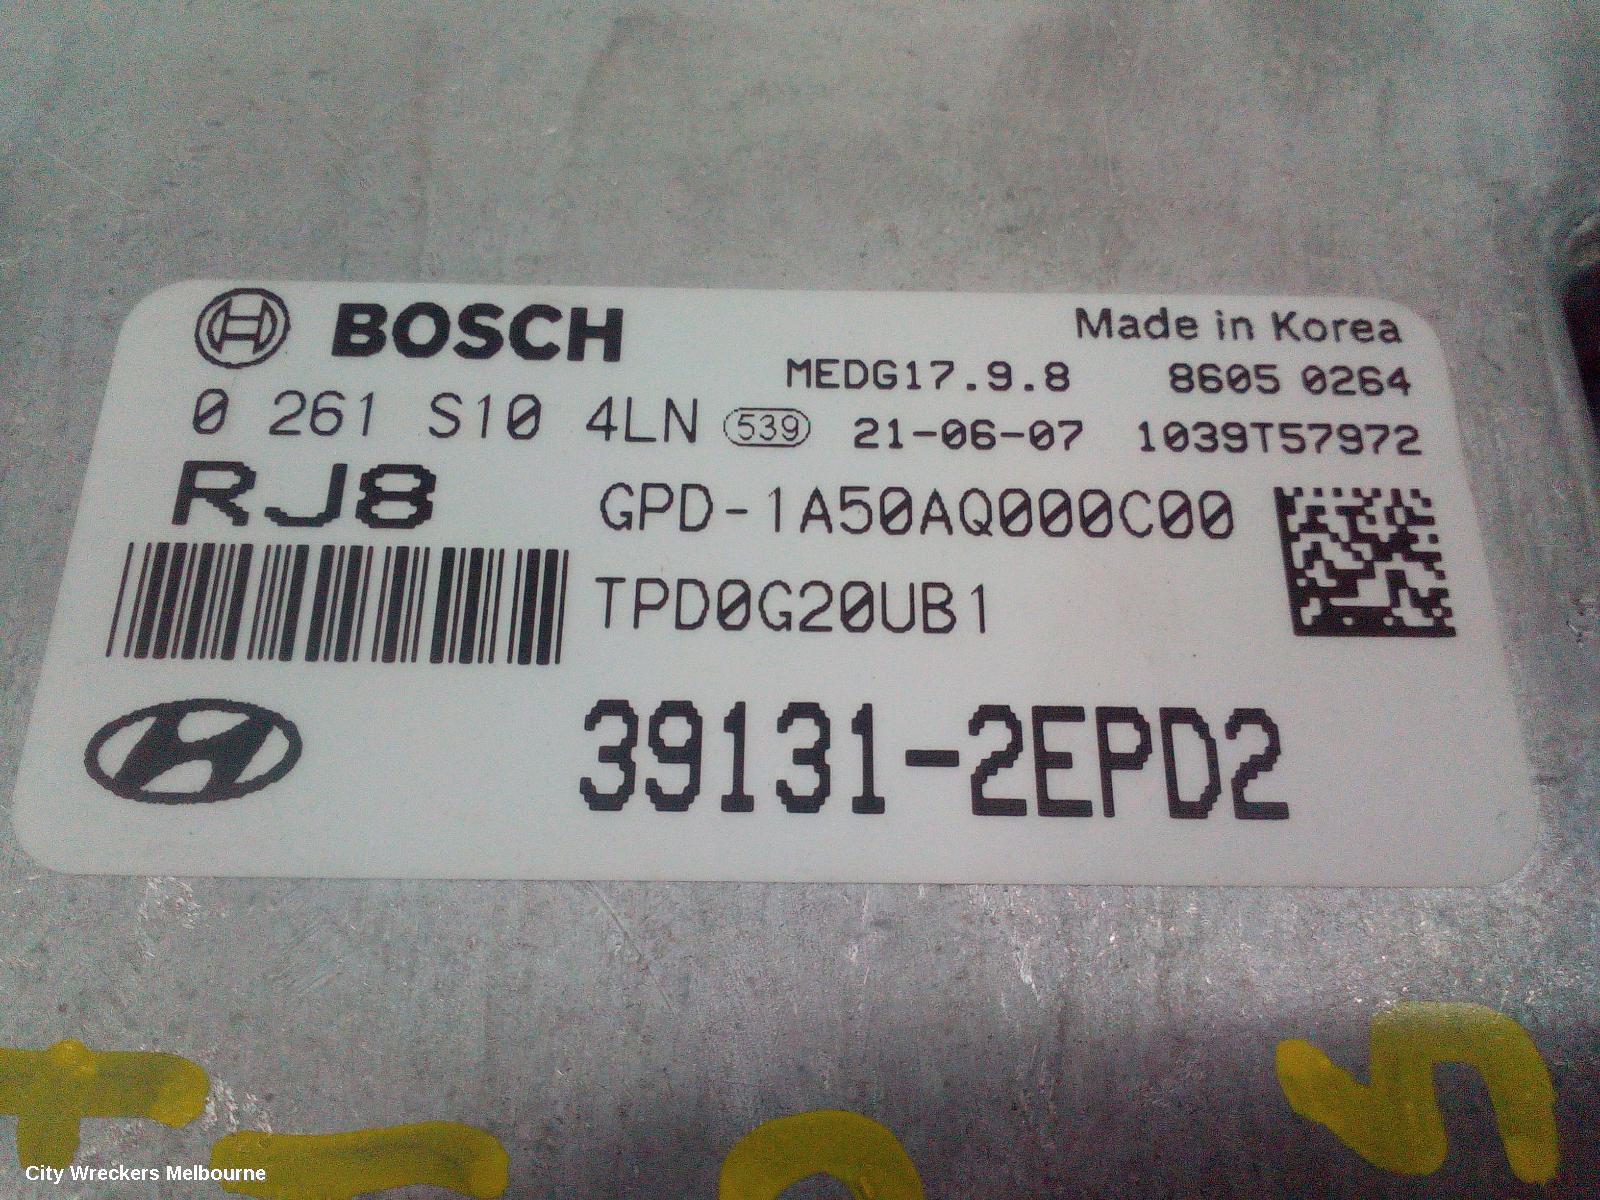 BOSCH
Made in Korea
MEDG17.9.8 8605 0264
0 261 S10 4LN 539 21-06-07 1039T57972
RJ8
GPD-1A50AQ000C00
TPD0G20UB1
39131-2EPD2
City Wreckers Melbourne